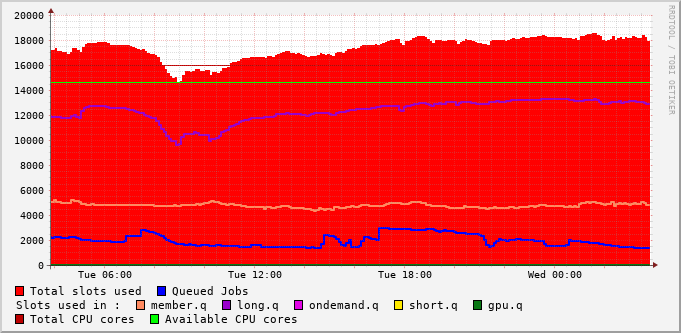 RRDTOOL / TOBI OETIKER
20000
18000
16000
14000
12000
10000
8000
6000
4000
2000
0
Tue 06:00 Tue 12:00 Tue 18:00 Wed 00:00
Total slots used Queued Jobs
Slots used in : member.q long.q ondemand.q short.q gpu.q
Total CPU cores Available CPU cores